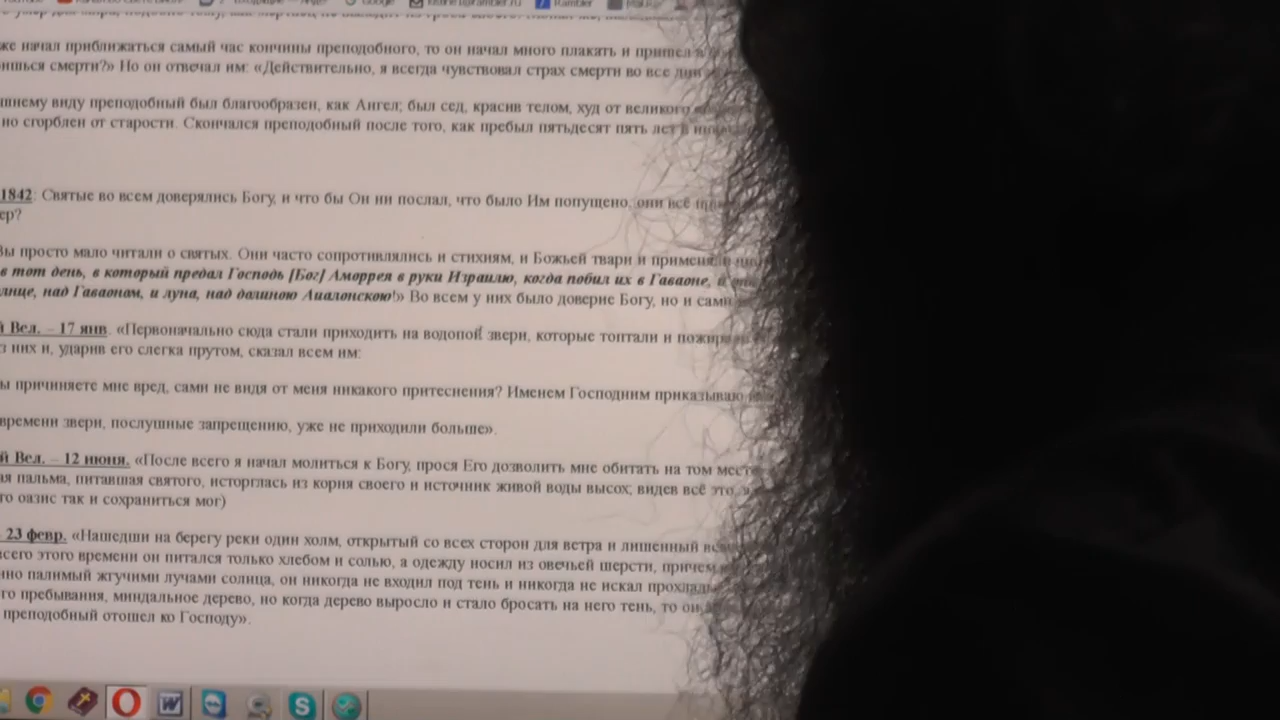 Google
Rambler
же начал приближаться самый час кончины преподобного, то он начал много плакать и пришел
ишься смерти?» Но он отвечал им: «Действительно, я всегда чувствовал страх смерти во все дни
шнему виду преподобный был благообразен, как Ангел; был сед, красив телом, худ от великого
но сгорблен от старости. Скончался преподобный после того, как пребыл пятьдесят пять лет в
1842: Святые во всем доверялись Богу, и что бы Он ни послал, что было Им попущено, они всё
ер?
Вы просто мало читали о святых. Они часто сопротивлялись и стихиям, и Божьей твари и
в тот день, в который предал Господь [Бог] Аморрея в руки Израилю, когда побил их в Гаваоне, и
лнце, над Гаваоном, и луна, над долиною Аиалонскою!» Во всем у них было доверие Богу, но и сами
й Вел. – 17 янв. «Первоначально сюда стали приходить на водопой звери, которые топтали и
з них и, ударив его слегка прутом, сказал всем им:
ы причиняете мне вред, сами не видя от меня никакого притеснения? Именем Господним приказываю
времени звери, послушные запрещению, уже не приходили больше».
й Вел. – 12 июня. «После всего я начал молиться к Богу, прося Его дозволить мне обитать на том месте
ая пальма, питавшая святого, исторглась из корня своего и источник живой воды высох; видев всё это,
го оазис так и сохраниться мог)
23 февр. «Нашедши на берегу реки один холм, открытый со всех сторон для ветра и лишенный
всего этого времени он питался только хлебом и солью, а одежду носил из овечьей шерсти, причем
нно палимый жгучими лучами солнца, он никогда не входил под тень и никогда не искал прохлады
го пребывания, миндальное дерево, но когда дерево выросло и стало бросать на него тень, то он
преподобный отошел ко Господу».